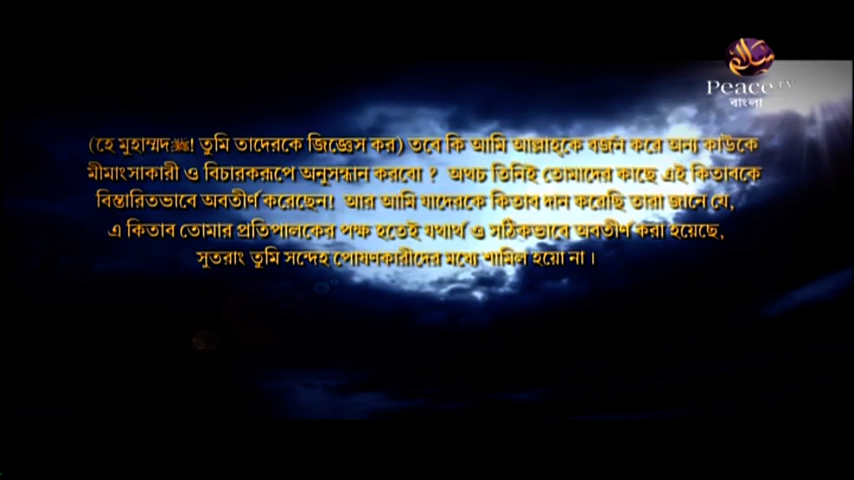 سلام
Peace TV
বাংলা
(হে মুহাম্মদ ﷺ! তুমি তাদেরকে জিজ্ঞেস কর) তবে কি আমি আল্লাহ্‌কে বর্জন করে অন্য কাউকে
মীমাংসাকারী ও বিচারকরূপে অনুসন্ধান করবো ? অথচ তিনিই তোমাদের কাছে এই কিতাবকে
বিস্তারিতভাবে অবতীর্ণ করেছেন! আর আমি যাদেরকে কিতাব দান করেছি তারা জানে যে,
এ কিতাব তোমার প্রতিপালকের পক্ষ হতেই যথার্থ ও সঠিকভাবে অবতীর্ণ করা হয়েছে,
সুতরাং তুমি সন্দেহ পোষণকারীদের মধ্যে শামিল হয়ো না।